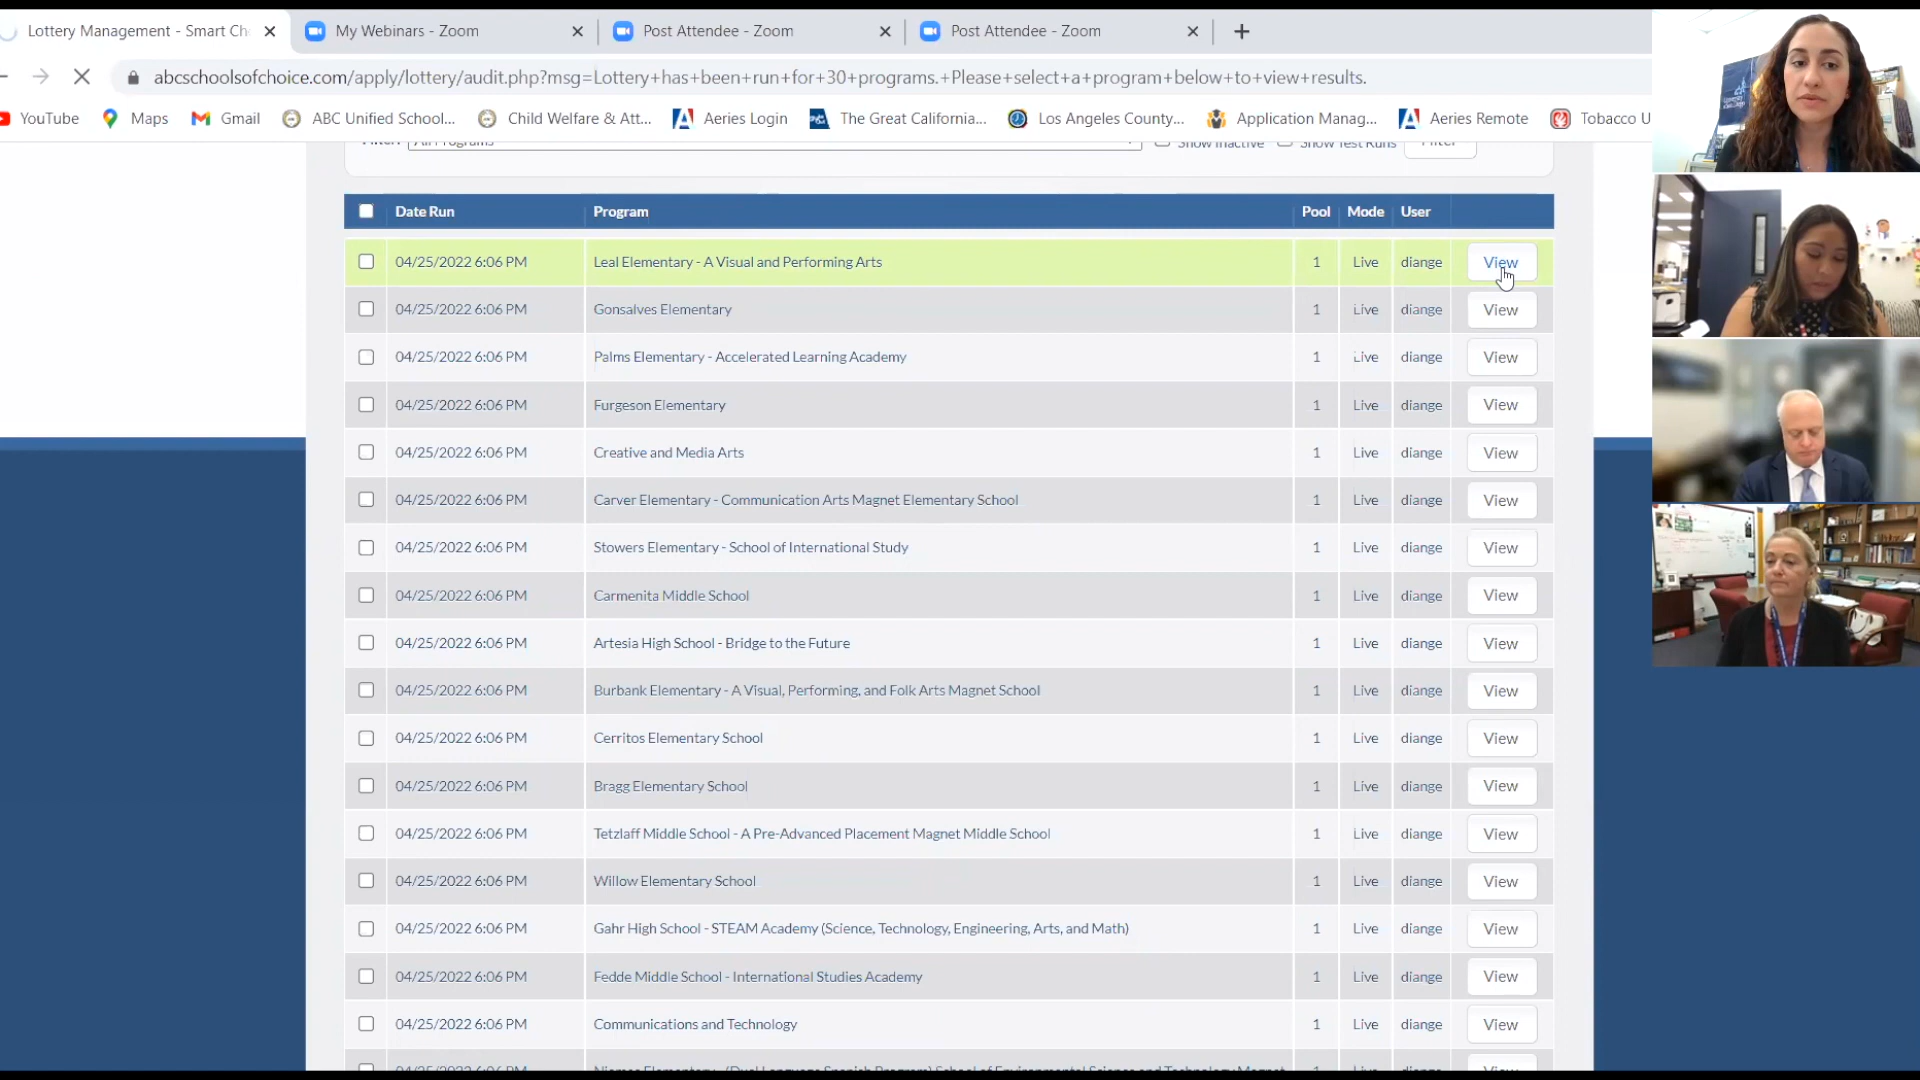 Lottery Management - Smart Ch
My Webinars - Zoom
Post Attendee - Zoom
Post Attendee - Zoom
abcschoolsofchoice.com/apply/lottery/audit.php?msg=Lottery+has+been+run+for+30+programs.+Please+select+a+program+below+to+view+results.
YouTube Maps Gmail ABC Unified School... Child Welfare & Att... Aeries Login The Great California... Los Angeles County,... Application Manag... Aeries Remote Tobacco U
All Programs Show Inactive Show Test Runs Filter
Date Run Program Pool Mode User
04/25/2022 6:06 PM Leal Elementary - A Visual and Performing Arts 1 Live diange View
04/25/2022 6:06 PM Gonsalves Elementary 1 Live diange View
04/25/2022 6:06 PM Palms Elementary - Accelerated Learning Academy 1 Live diange View
04/25/2022 6:06 PM Furgeson Elementary 1 Live diange View
04/25/2022 6:06 PM Creative and Media Arts 1 Live diange View
04/25/2022 6:06 PM Carver Elementary - Communication Arts Magnet Elementary School 1 Live diange View
04/25/2022 6:06 PM Stowers Elementary - School of International Study 1 Live diange View
04/25/2022 6:06 PM Carmenita Middle School 1 Live diange View
04/25/2022 6:06 PM Artesia High School - Bridge to the Future 1 Live diange View
04/25/2022 6:06 PM Burbank Elementary - A Visual, Performing, and Folk Arts Magnet School 1 Live diange View
04/25/2022 6:06 PM Cerritos Elementary School 1 Live diange View
04/25/2022 6:06 PM Bragg Elementary School 1 Live diange View
04/25/2022 6:06 PM Tetzlaff Middle School - A Pre-Advanced Placement Magnet Middle School 1 Live diange View
04/25/2022 6:06 PM Willow Elementary School 1 Live diange View
04/25/2022 6:06 PM Gahr High School - STEAM Academy (Science, Technology, Engineering, Arts, and Math) 1 Live diange View
04/25/2022 6:06 PM Fedde Middle School - International Studies Academy 1 Live diange View
04/25/2022 6:06 PM Communications and Technology 1 Live diange View